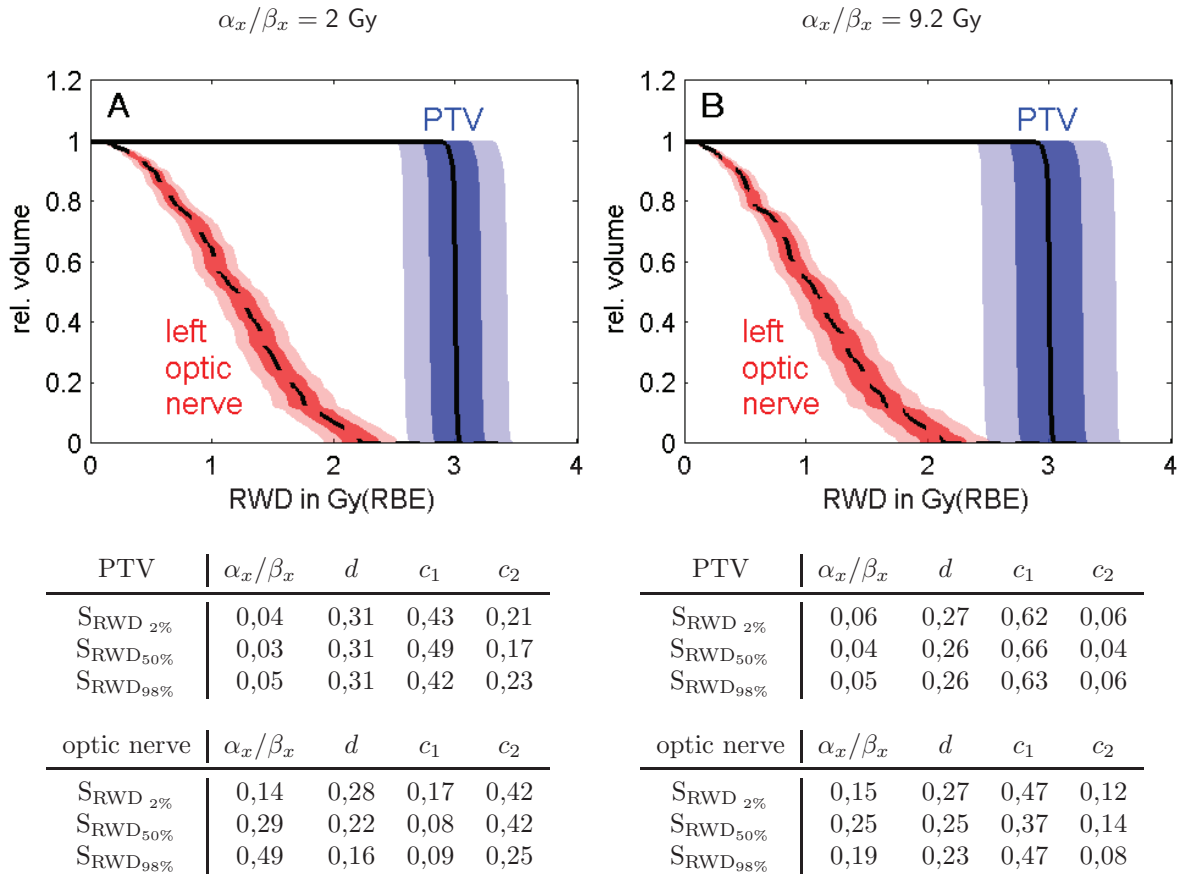 αx/βx = 2 Gy
αx/βx = 9.2 Gy
A
PTV
left
optic
nerve
rel. volume
0
0.2
0.4
0.6
0.8
1
1.2
0 1 2 3 4
RWD in Gy(RBE)
B
PTV
left
optic
nerve
rel. volume
0
0.2
0.4
0.6
0.8
1
1.2
0 1 2 3 4
RWD in Gy(RBE)
PTV αx/βx d c1 c2
SRWD 2% 0,04 0,31 0,43 0,21
SRWD50% 0,03 0,31 0,49 0,17
SRWD98% 0,05 0,31 0,42 0,23
optic nerve αx/βx d c1 c2
SRWD 2% 0,14 0,28 0,17 0,42
SRWD50% 0,29 0,22 0,08 0,42
SRWD98% 0,49 0,16 0,09 0,25
PTV αx/βx d c1 c2
SRWD 2% 0,06 0,27 0,62 0,06
SRWD50% 0,04 0,26 0,66 0,04
SRWD98% 0,05 0,26 0,63 0,06
optic nerve αx/βx d c1 c2
SRWD 2% 0,15 0,27 0,47 0,12
SRWD50% 0,25 0,25 0,37 0,14
SRWD98% 0,19 0,23 0,47 0,08